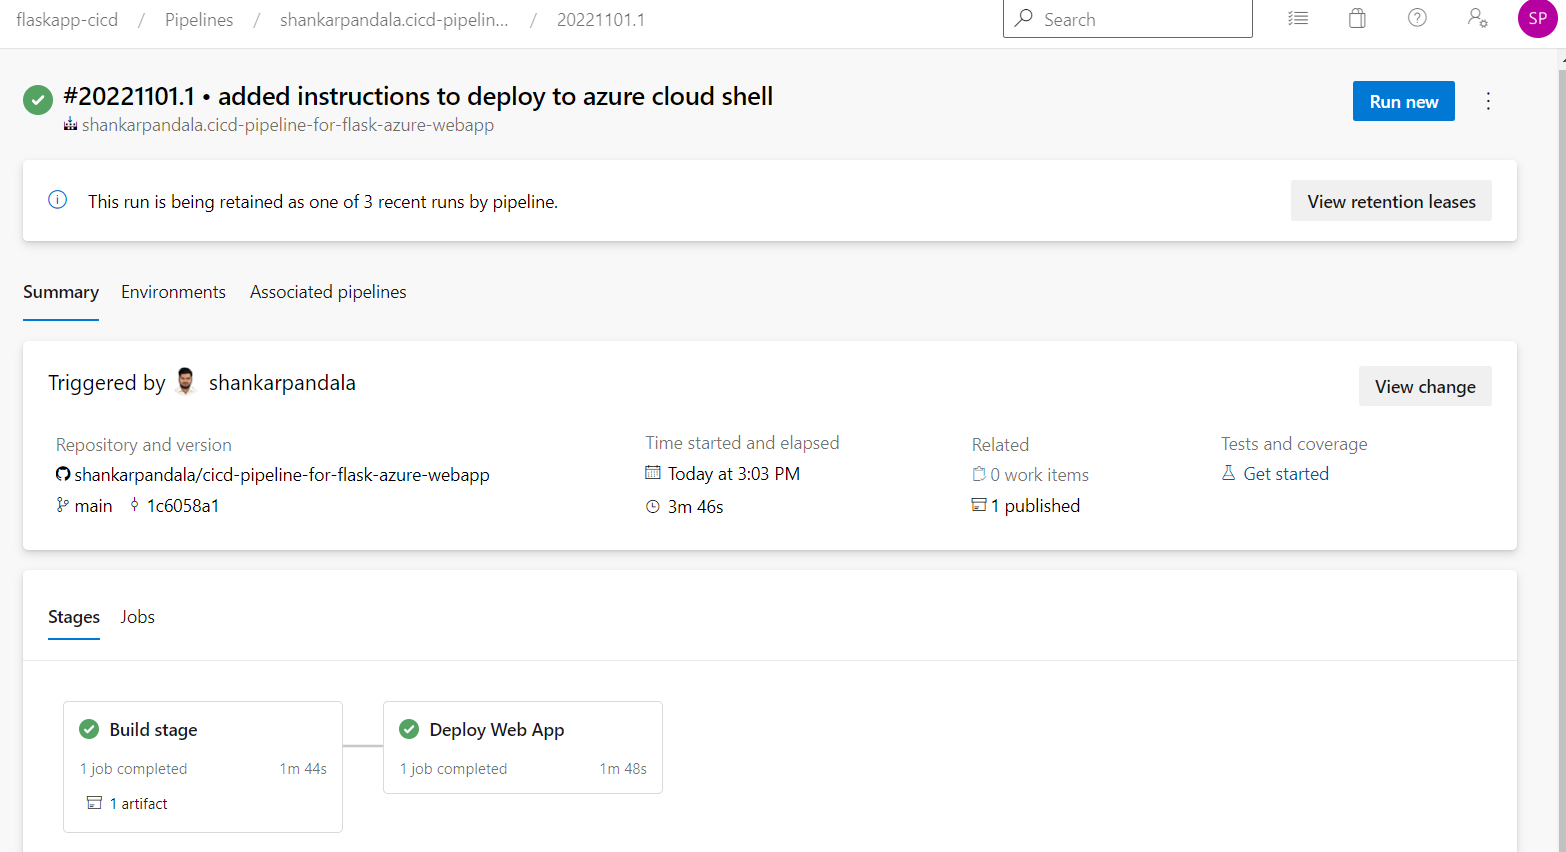 flaskapp-cicd / Pipelines / shankarpandala.cicd-pipelin... / 20221101.1
Search
SP
#20221101.1 • added instructions to deploy to azure cloud shell
shankarpandala.cicd-pipeline-for-flask-azure-webapp
Run new
This run is being retained as one of 3 recent runs by pipeline.
View retention leases
Summary Environments Associated pipelines
Triggered by shankarpandala
View change
Repository and version
shankarpandala/cicd-pipeline-for-flask-azure-webapp
main 1c6058a1
Time started and elapsed
Today at 3:03 PM
3m 46s
Related
0 work items
1 published
Tests and coverage
Get started
Stages Jobs
Build stage
1 job completed 1m 44s
1 artifact
Deploy Web App
1 job completed 1m 48s